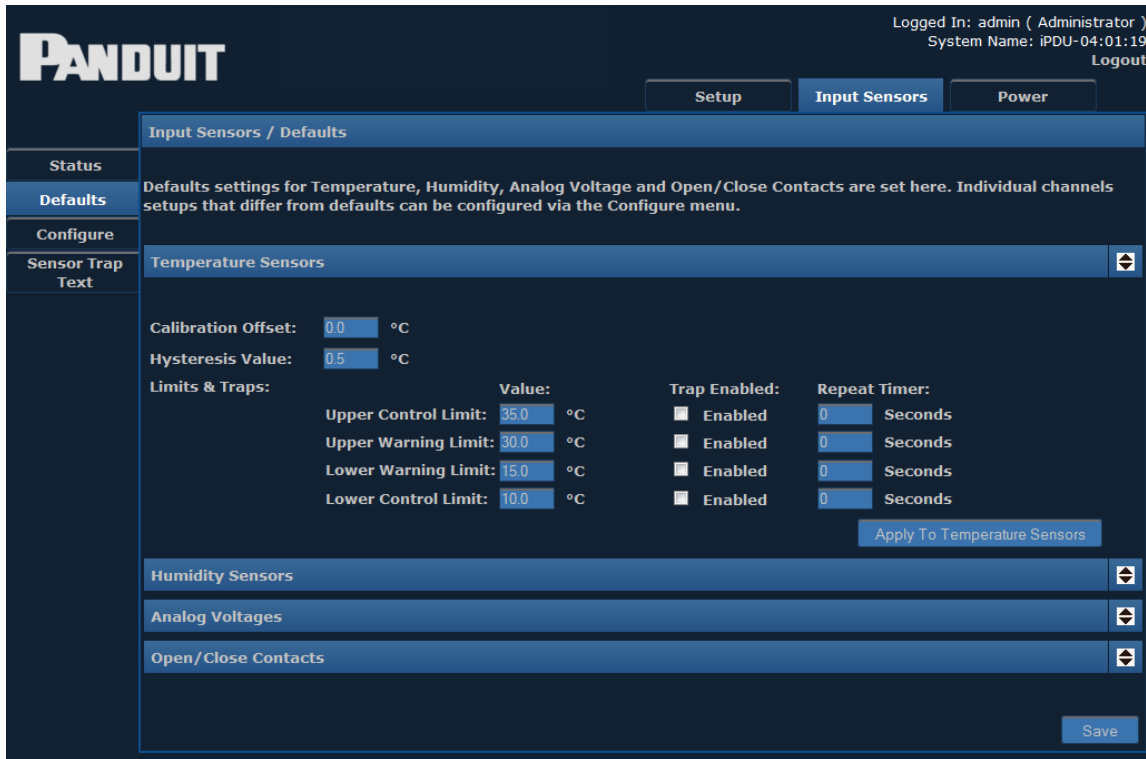 PANDUIT
Logged In: admin ( Administrator )
System Name: iPDU-04:01:19
Logout
Setup
Input Sensors
Power
Input Sensors / Defaults
Status
Defaults
Configure
Sensor Trap
Text
Defaults settings for Temperature, Humidity, Analog Voltage and Open/Close Contacts are set here. Individual channels
setups that differ from defaults can be configured via the Configure menu.
Temperature Sensors
Calibration Offset: 0.0 °C
Hysteresis Value: 0.5 °C
Limits & Traps: Value: Trap Enabled: Repeat Timer:
Upper Control Limit: 35.0 °C Enabled 0 Seconds
Upper Warning Limit: 30.0 °C Enabled 0 Seconds
Lower Warning Limit: 15.0 °C Enabled 0 Seconds
Lower Control Limit: 10.0 °C Enabled 0 Seconds
Apply To Temperature Sensors
Humidity Sensors
Analog Voltages
Open/Close Contacts
Save